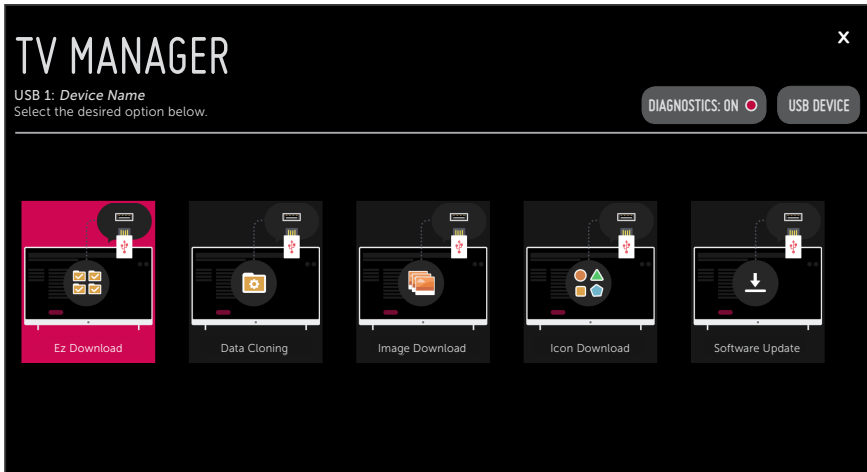 TV MANAGER
X
USB 1: Device Name
Select the desired option below.
DIAGNOSTICS: ON
USB DEVICE
Ez Download
Data Cloning
Image Download
Icon Download
Software Update